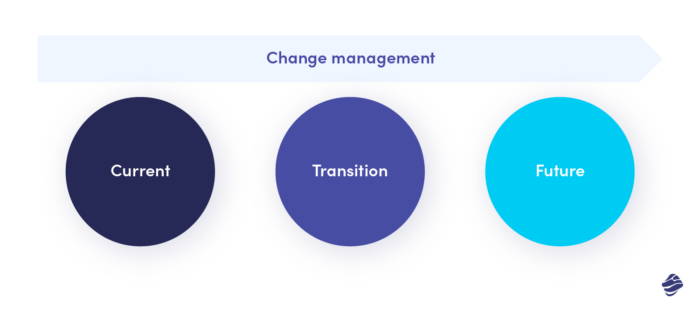 Change management
Current
Transition
Future